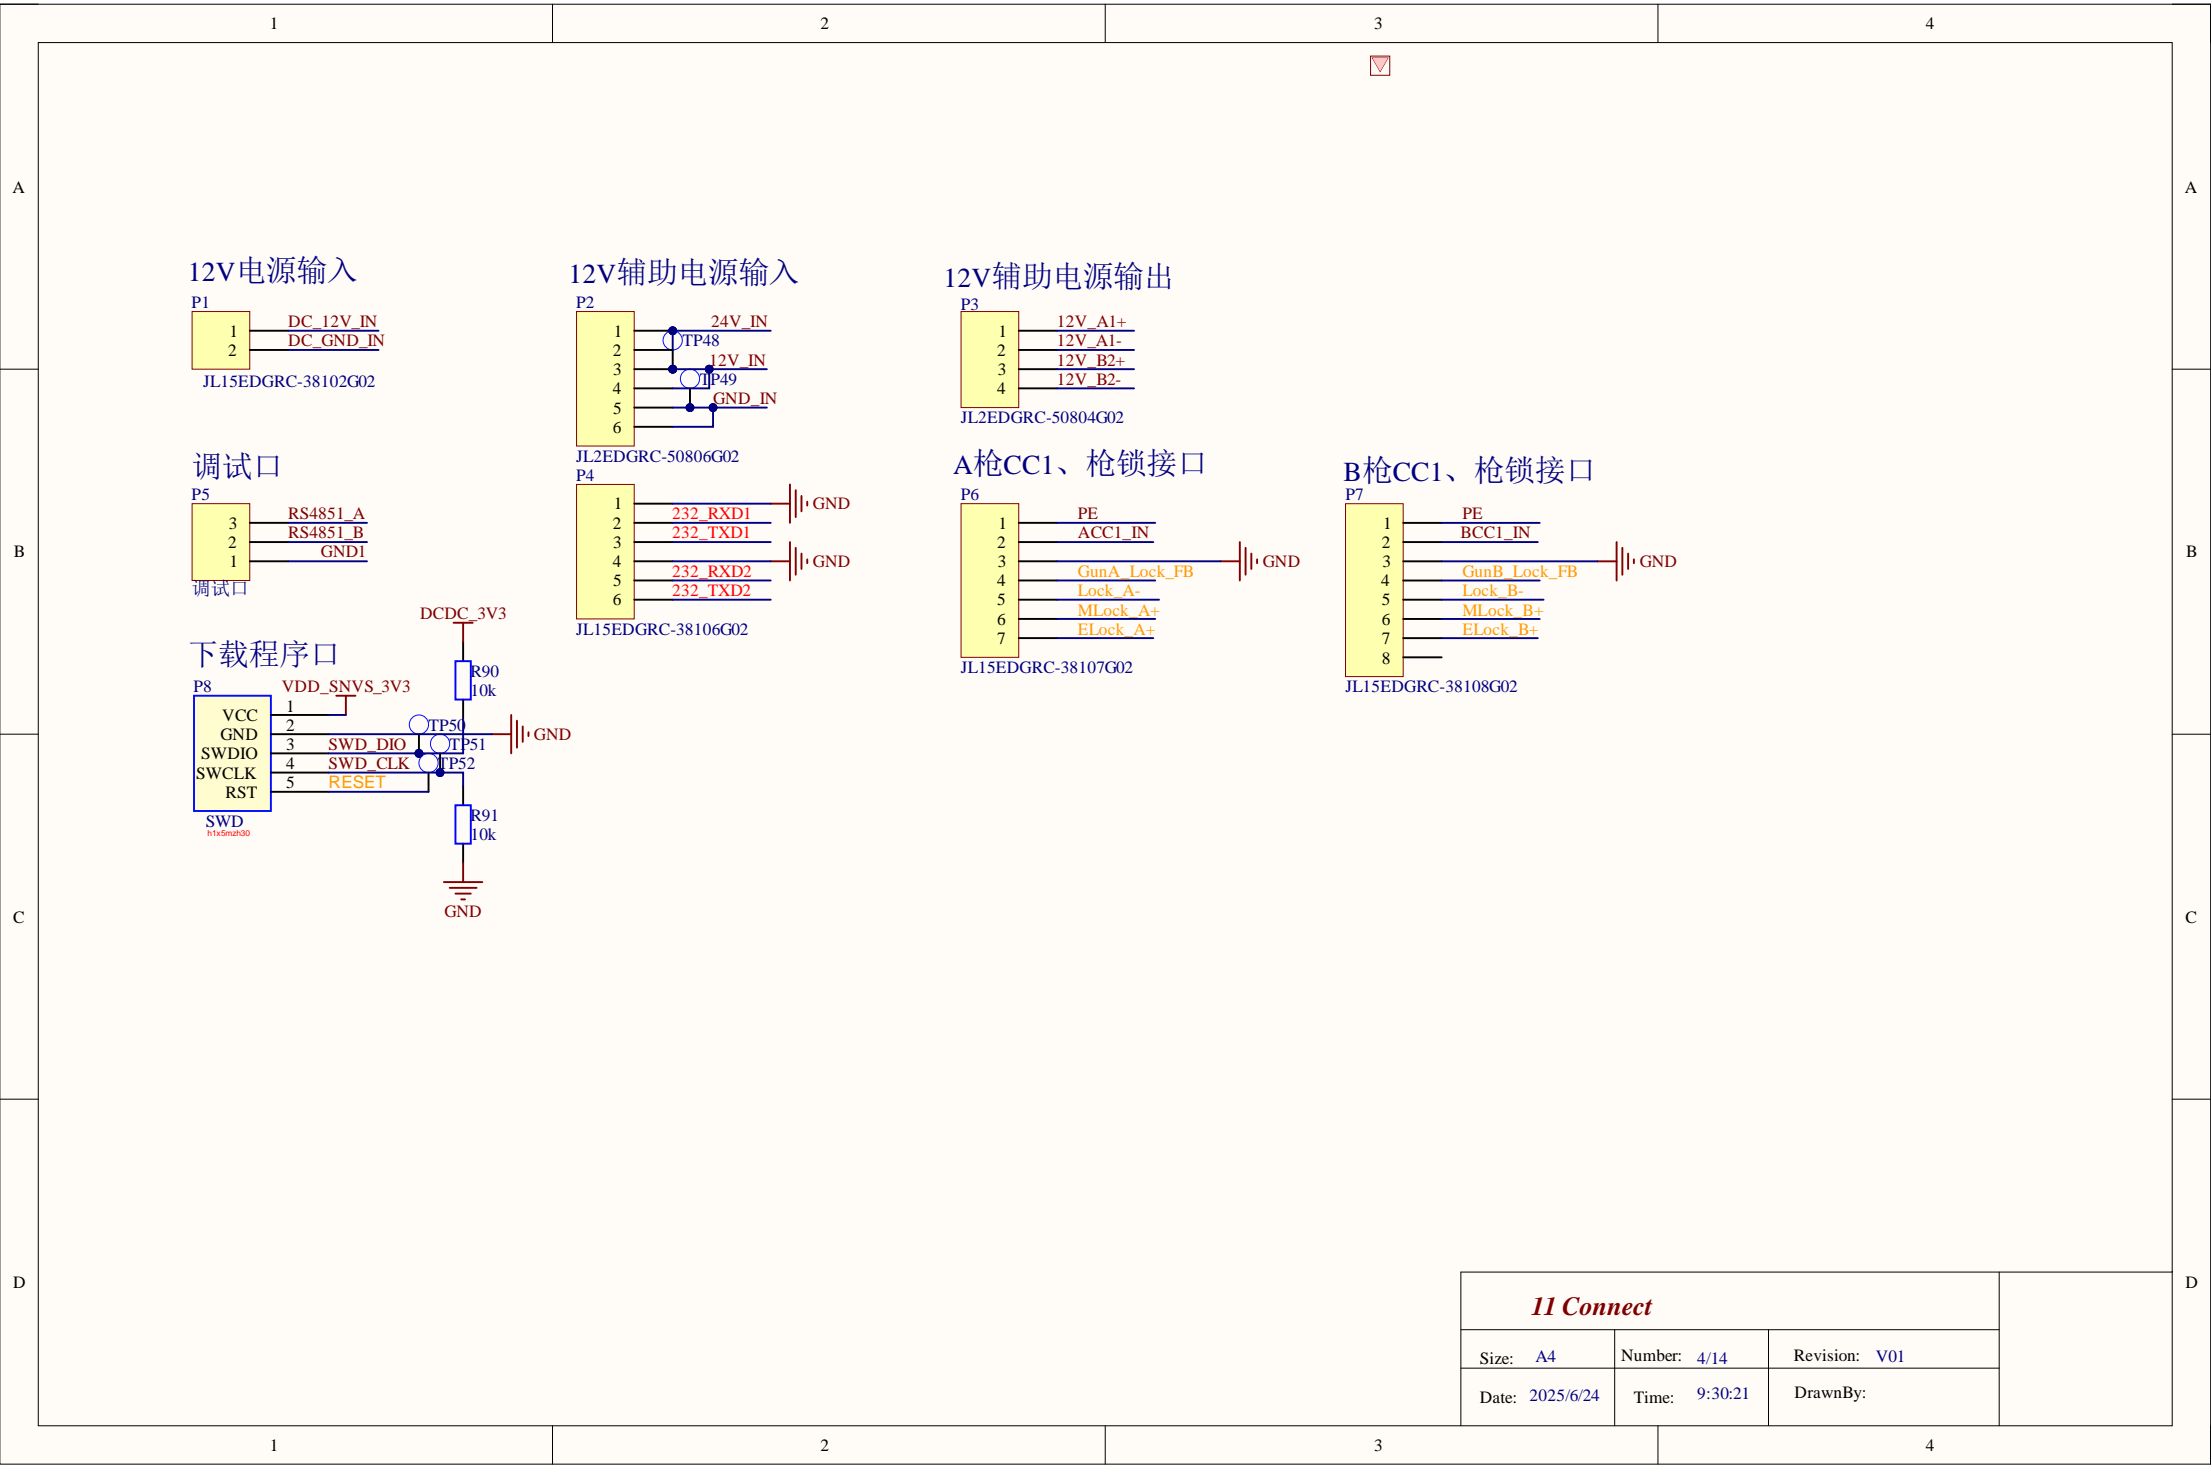 1 2 3 4
A A
B B
C C
D D
12V电源输入
P1
1 DC_12V_IN
2 DC_GND_IN
JL15EDGRC-38102G02
12V辅助电源输入
P2
1 24V_IN
2 TP48
3 12V_IN
4 TP49
5 GND_IN
6
JL2EDGRC-50806G02
12V辅助电源输出
P3
1 12V_A1+
2 12V_A1-
3 12V_B2+
4 12V_B2-
JL2EDGRC-50804G02
调试口
P5
3 RS4851_A
2 RS4851_B
1 GND1
调试口
P4
1 GND
2 232_RXD1
3 232_TXD1
4 GND
5 232_RXD2
6 232_TXD2
JL15EDGRC-38106G02
A枪CC1、枪锁接口
P6
1 PE
2 ACC1_IN
3 GND
4 GunA_Lock_FB
5 Lock_A-
6 MLock_A+
7 ELock_A+
JL15EDGRC-38107G02
B枪CC1、枪锁接口
P7
1 PE
2 BCC1_IN
3 GND
4 GunB_Lock_FB
5 Lock_B-
6 MLock_B+
7 ELock_B+
8
JL15EDGRC-38108G02
下载程序口
DCDC_3V3
R90
10k
P8
VDD_SNVS_3V3
VCC 1
GND 2 TP50 GND
SWDIO 3 SWD_DIO TP51
SWCLK 4 SWD_CLK TP52
RST 5 RESET
SWD
h1x5mzh30
R91
10k
GND
11 Connect
Size: A4 Number: 4/14 Revision: V01
Date: 2025/6/24 Time: 9:30:21 DrawnBy:
1 2 3 4